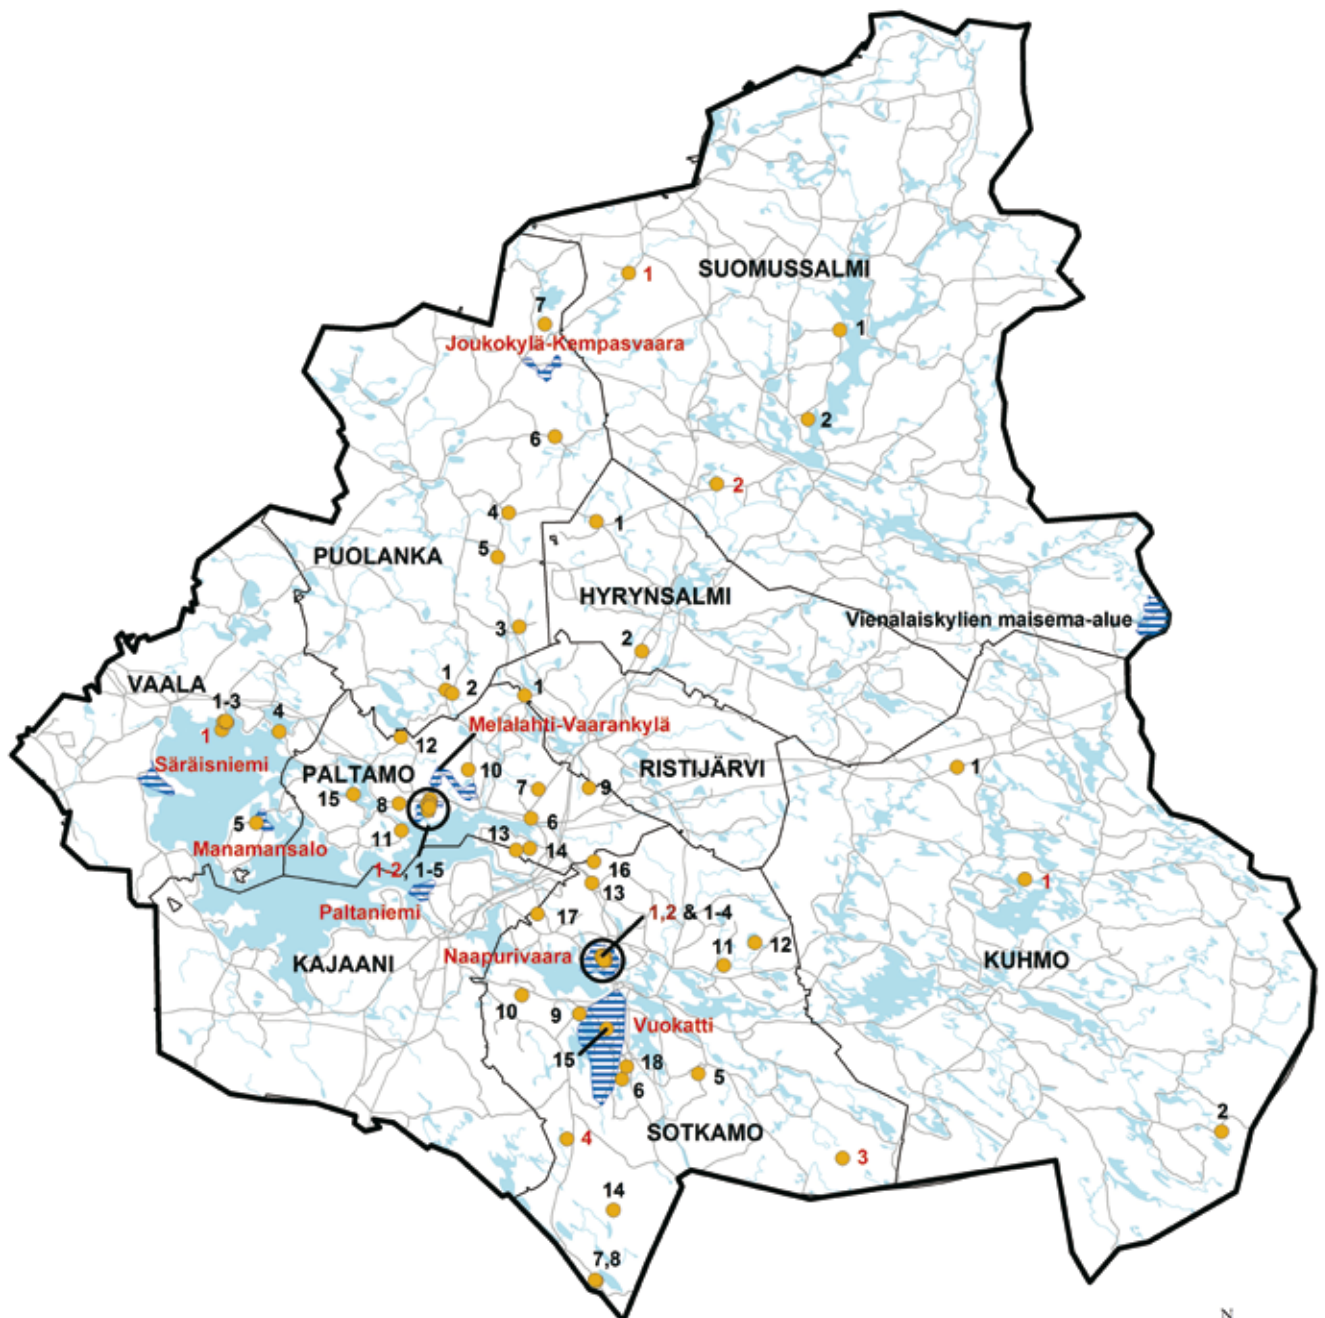 SUOMUSSALMI
1
7
Joukokylä-Kempasvaara
1
2
6
2
4
1
5
PUOLANKA
HYRYNSALMI
Vienalaiskylien maisema-alue
3
2
VAALA
1
2
1
1-3
4
1
Melalahti-Vaarankylä
12
Säräisniemi
PALTAMO
10
RISTIJÄRVI
1
15
8
7
9
5
11
6
Manamansalo
13
14
1-2, 1-5
16
13
1
Paltaniemi
17
1,2 & 1-4
Naapurivaara
11
12
KAJAANI
KUHMO
10
9
Vuokatti
15
18
6
5
2
4
SOTKAMO
3
14
7,8
N